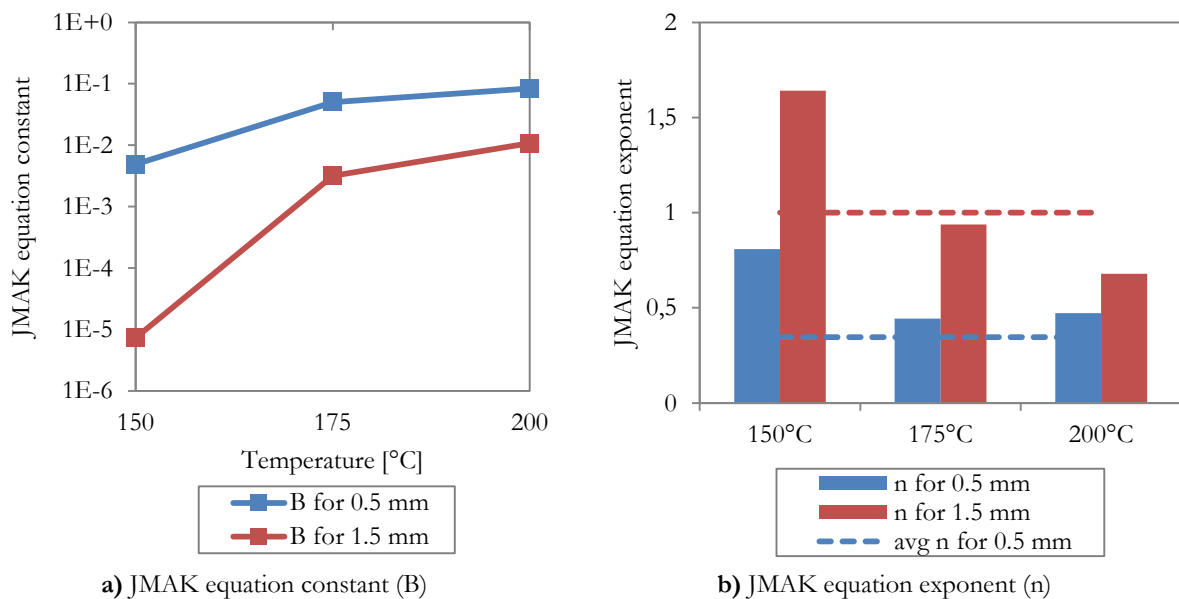 JMAK equation constant
1E+0
1E-1
1E-2
1E-3
1E-4
1E-5
1E-6
150
175
200
Temperature [°C]
B for 0.5 mm
B for 1.5 mm
a) JMAK equation constant (B)
JMAK equation exponent
2
1,5
1
0,5
0
150°C
175°C
200°C
n for 0.5 mm
n for 1.5 mm
avg n for 0.5 mm
b) JMAK equation exponent (n)